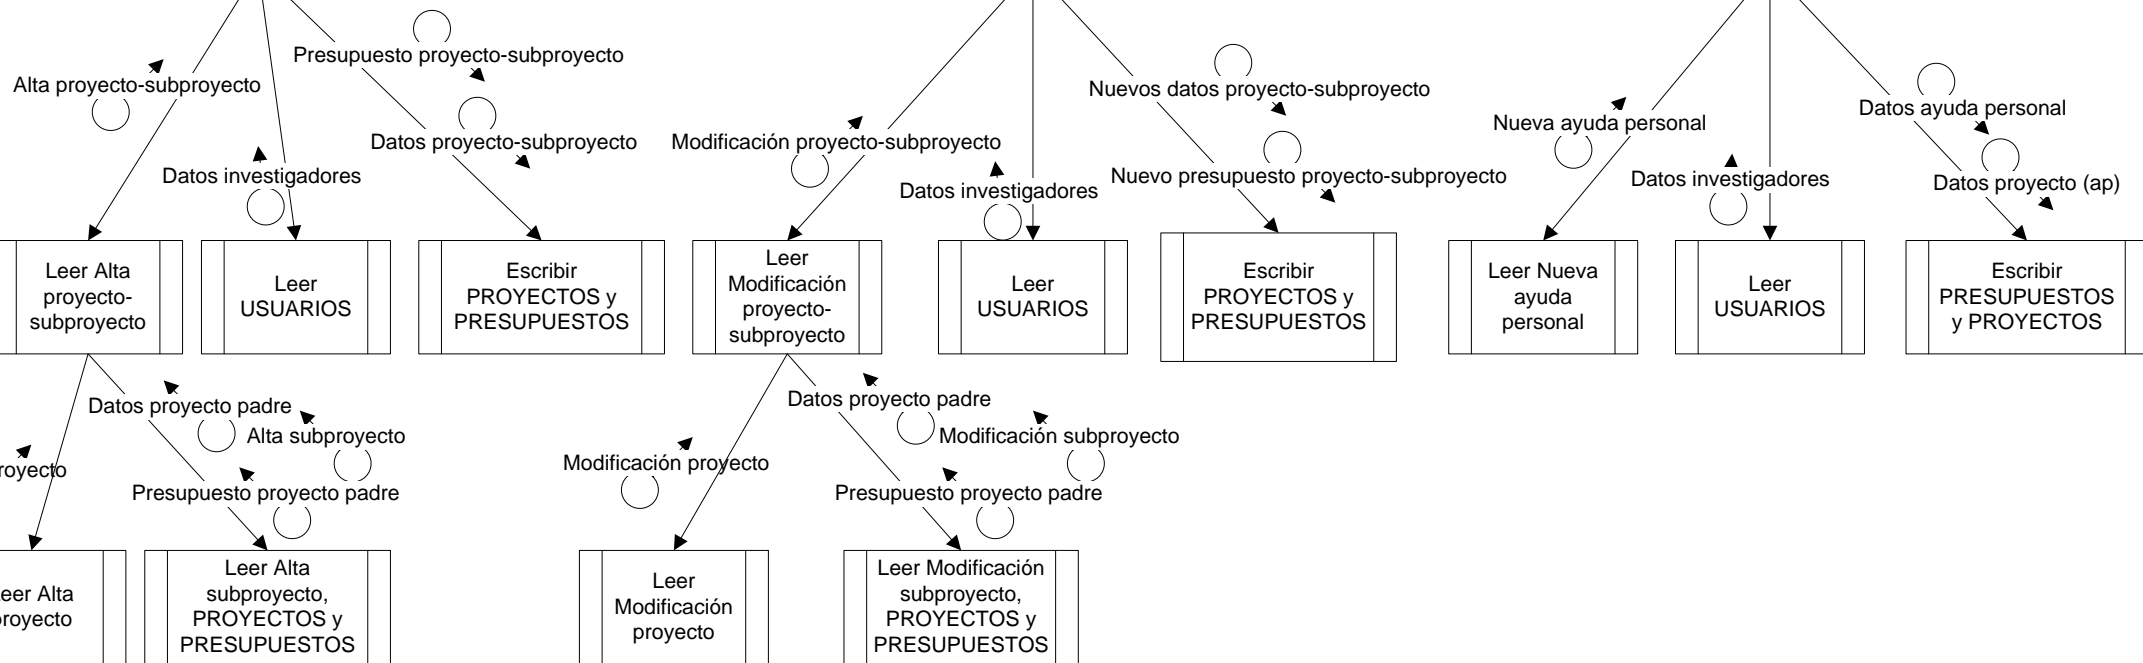 Presupuesto proyecto-subproyecto
Alta proyecto-subproyecto
Datos proyecto-subproyecto
Datos investigadores
Nuevos datos proyecto-subproyecto
Modificación proyecto-subproyecto
Nuevo presupuesto proyecto-subproyecto
Datos investigadores
Datos ayuda personal
Nueva ayuda personal
Datos investigadores
Datos proyecto (ap)
Leer Alta
proyecto-
subproyecto
Leer
USUARIOS
Escribir
PROYECTOS y
PRESUPUESTOS
Leer
Modificación
proyecto-
subproyecto
Leer
USUARIOS
Escribir
PROYECTOS y
PRESUPUESTOS
Leer Nueva
ayuda
personal
Leer
USUARIOS
Escribir
PRESUPUESTOS
y PROYECTOS
Datos proyecto padre
Alta subproyecto
royecto
Presupuesto proyecto padre
Datos proyecto padre
Modificación subproyecto
Modificación proyecto
Presupuesto proyecto padre
eer Alta
royecto
Leer Alta
subproyecto,
PROYECTOS y
PRESUPUESTOS
Leer
Modificación
proyecto
Leer Modificación
subproyecto,
PROYECTOS y
PRESUPUESTOS